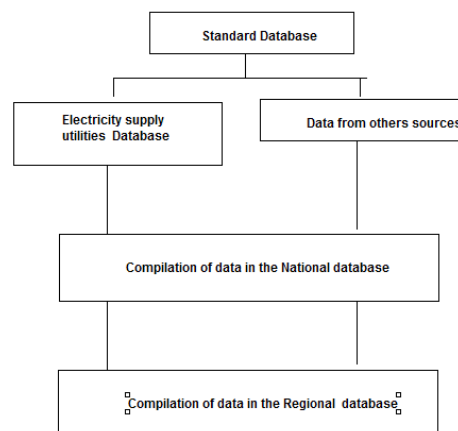 Standard Database
Electricity supply
utilities Database
Data from others sources
Compilation of data in the National database
Compilation of data in the Regional database